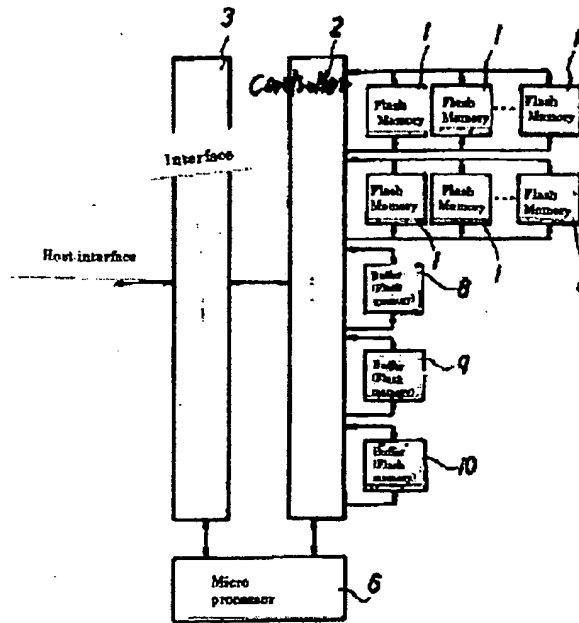 3
2
1
1
1
Controller
Flash
Memory
Flash
Memory
Flash
Memory
Interface
Flash
Memory
Flash
Memory
Flash
Memory
1
1
Host interface
Buffer
(Flash
memory)
8
Buffer
(Flash
memory)
9
Buffer
(Flash
memory)
10
Micro
processor
6